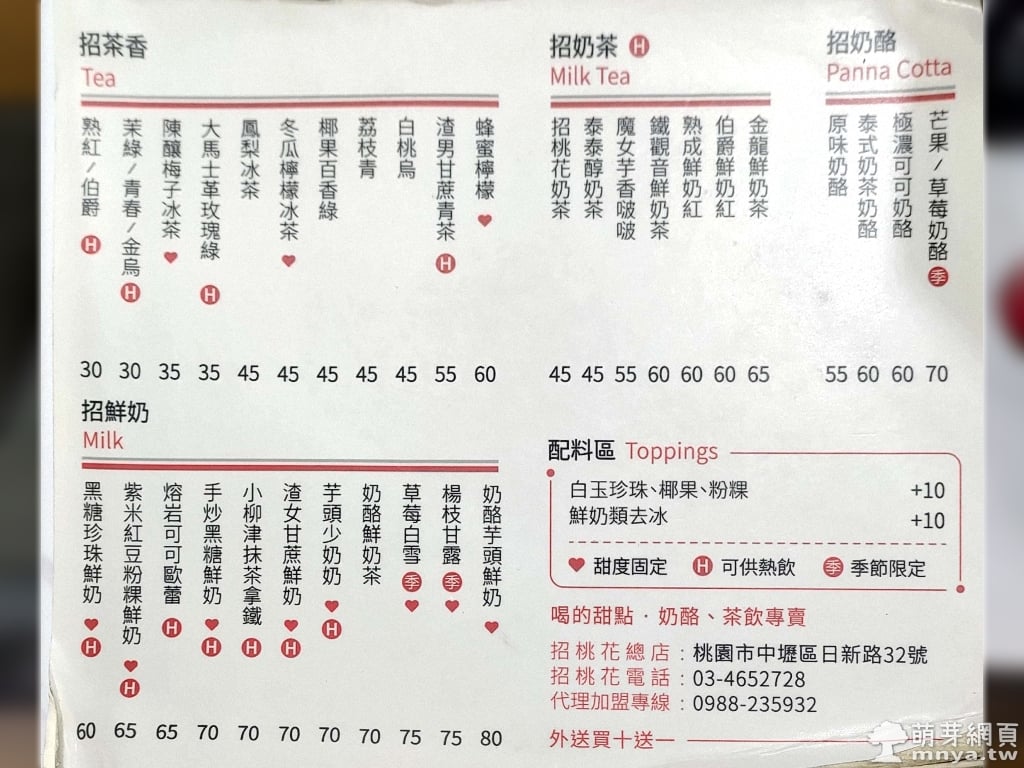 招茶香
Tea
熟紅/伯爵 H 30
茉綠/青春/金烏 H 30
陳釀梅子冰茶 ♥ 35
大馬士革玫瑰綠 H 35
鳳梨冰茶 45
冬瓜檸檬冰茶 ♥ 45
椰果百香綠 45
荔枝青 45
白桃烏 45
渣男甘蔗青茶 H 55
蜂蜜檸檬 ♥ 60
招奶茶 H
Milk Tea
招桃花奶茶 45
泰泰醇奶茶 45
魔女芋香啵啵 55
鐵觀音鮮奶茶 60
熟成鮮奶紅 60
伯爵鮮奶紅 60
金龍鮮奶茶 65
招奶酪
Panna Cotta
原味奶酪 55
泰式奶茶奶酪 60
極濃可可奶酪 60
芒果/草莓奶酪 季 70
招鮮奶
Milk
黑糖珍珠鮮奶 ♥ H 60
紫米紅豆粉粿鮮奶 ♥ H 65
熔岩可可歐蕾 H 65
手炒黑糖鮮奶 ♥ H 70
小柳津抹茶拿鐵 H 70
渣女甘蔗鮮奶 ♥ H 70
芋頭少奶奶 ♥ H 70
奶酪鮮奶茶 70
草莓白雪 季 ♥ 75
楊枝甘露 季 ♥ 75
奶酪芋頭鮮奶 ♥ 80
配料區 Toppings
白玉珍珠、椰果、粉粿 +10
鮮奶類去冰 +10
♥ 甜度固定 H 可供熱飲 季 季節限定
喝的甜點．奶酪、茶飲專賣
招桃花總店：桃園市中壢區日新路32號
招桃花電話：03-4652728
代理加盟專線：0988-235932
外送買十送一
萌芽網頁
mnya.tw